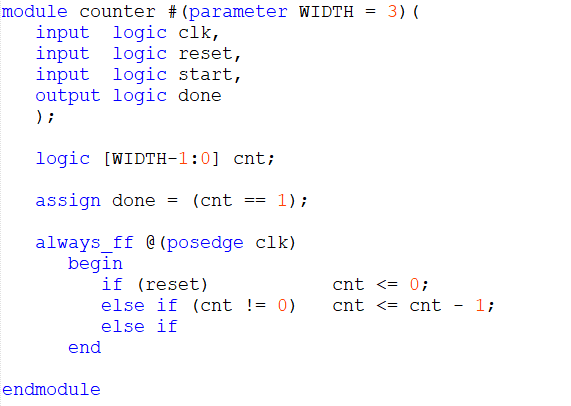 module counter #(parameter WIDTH = 3)(
input logic clk,
input logic reset,
input logic start,
output logic done
);
logic [WIDTH-1:0] cnt;
assign done = (cnt == 1);
always_ff @(posedge clk)
begin
if (reset) cnt <= 0;
else if (cnt != 0) cnt <= cnt - 1;
else if
end
endmodule